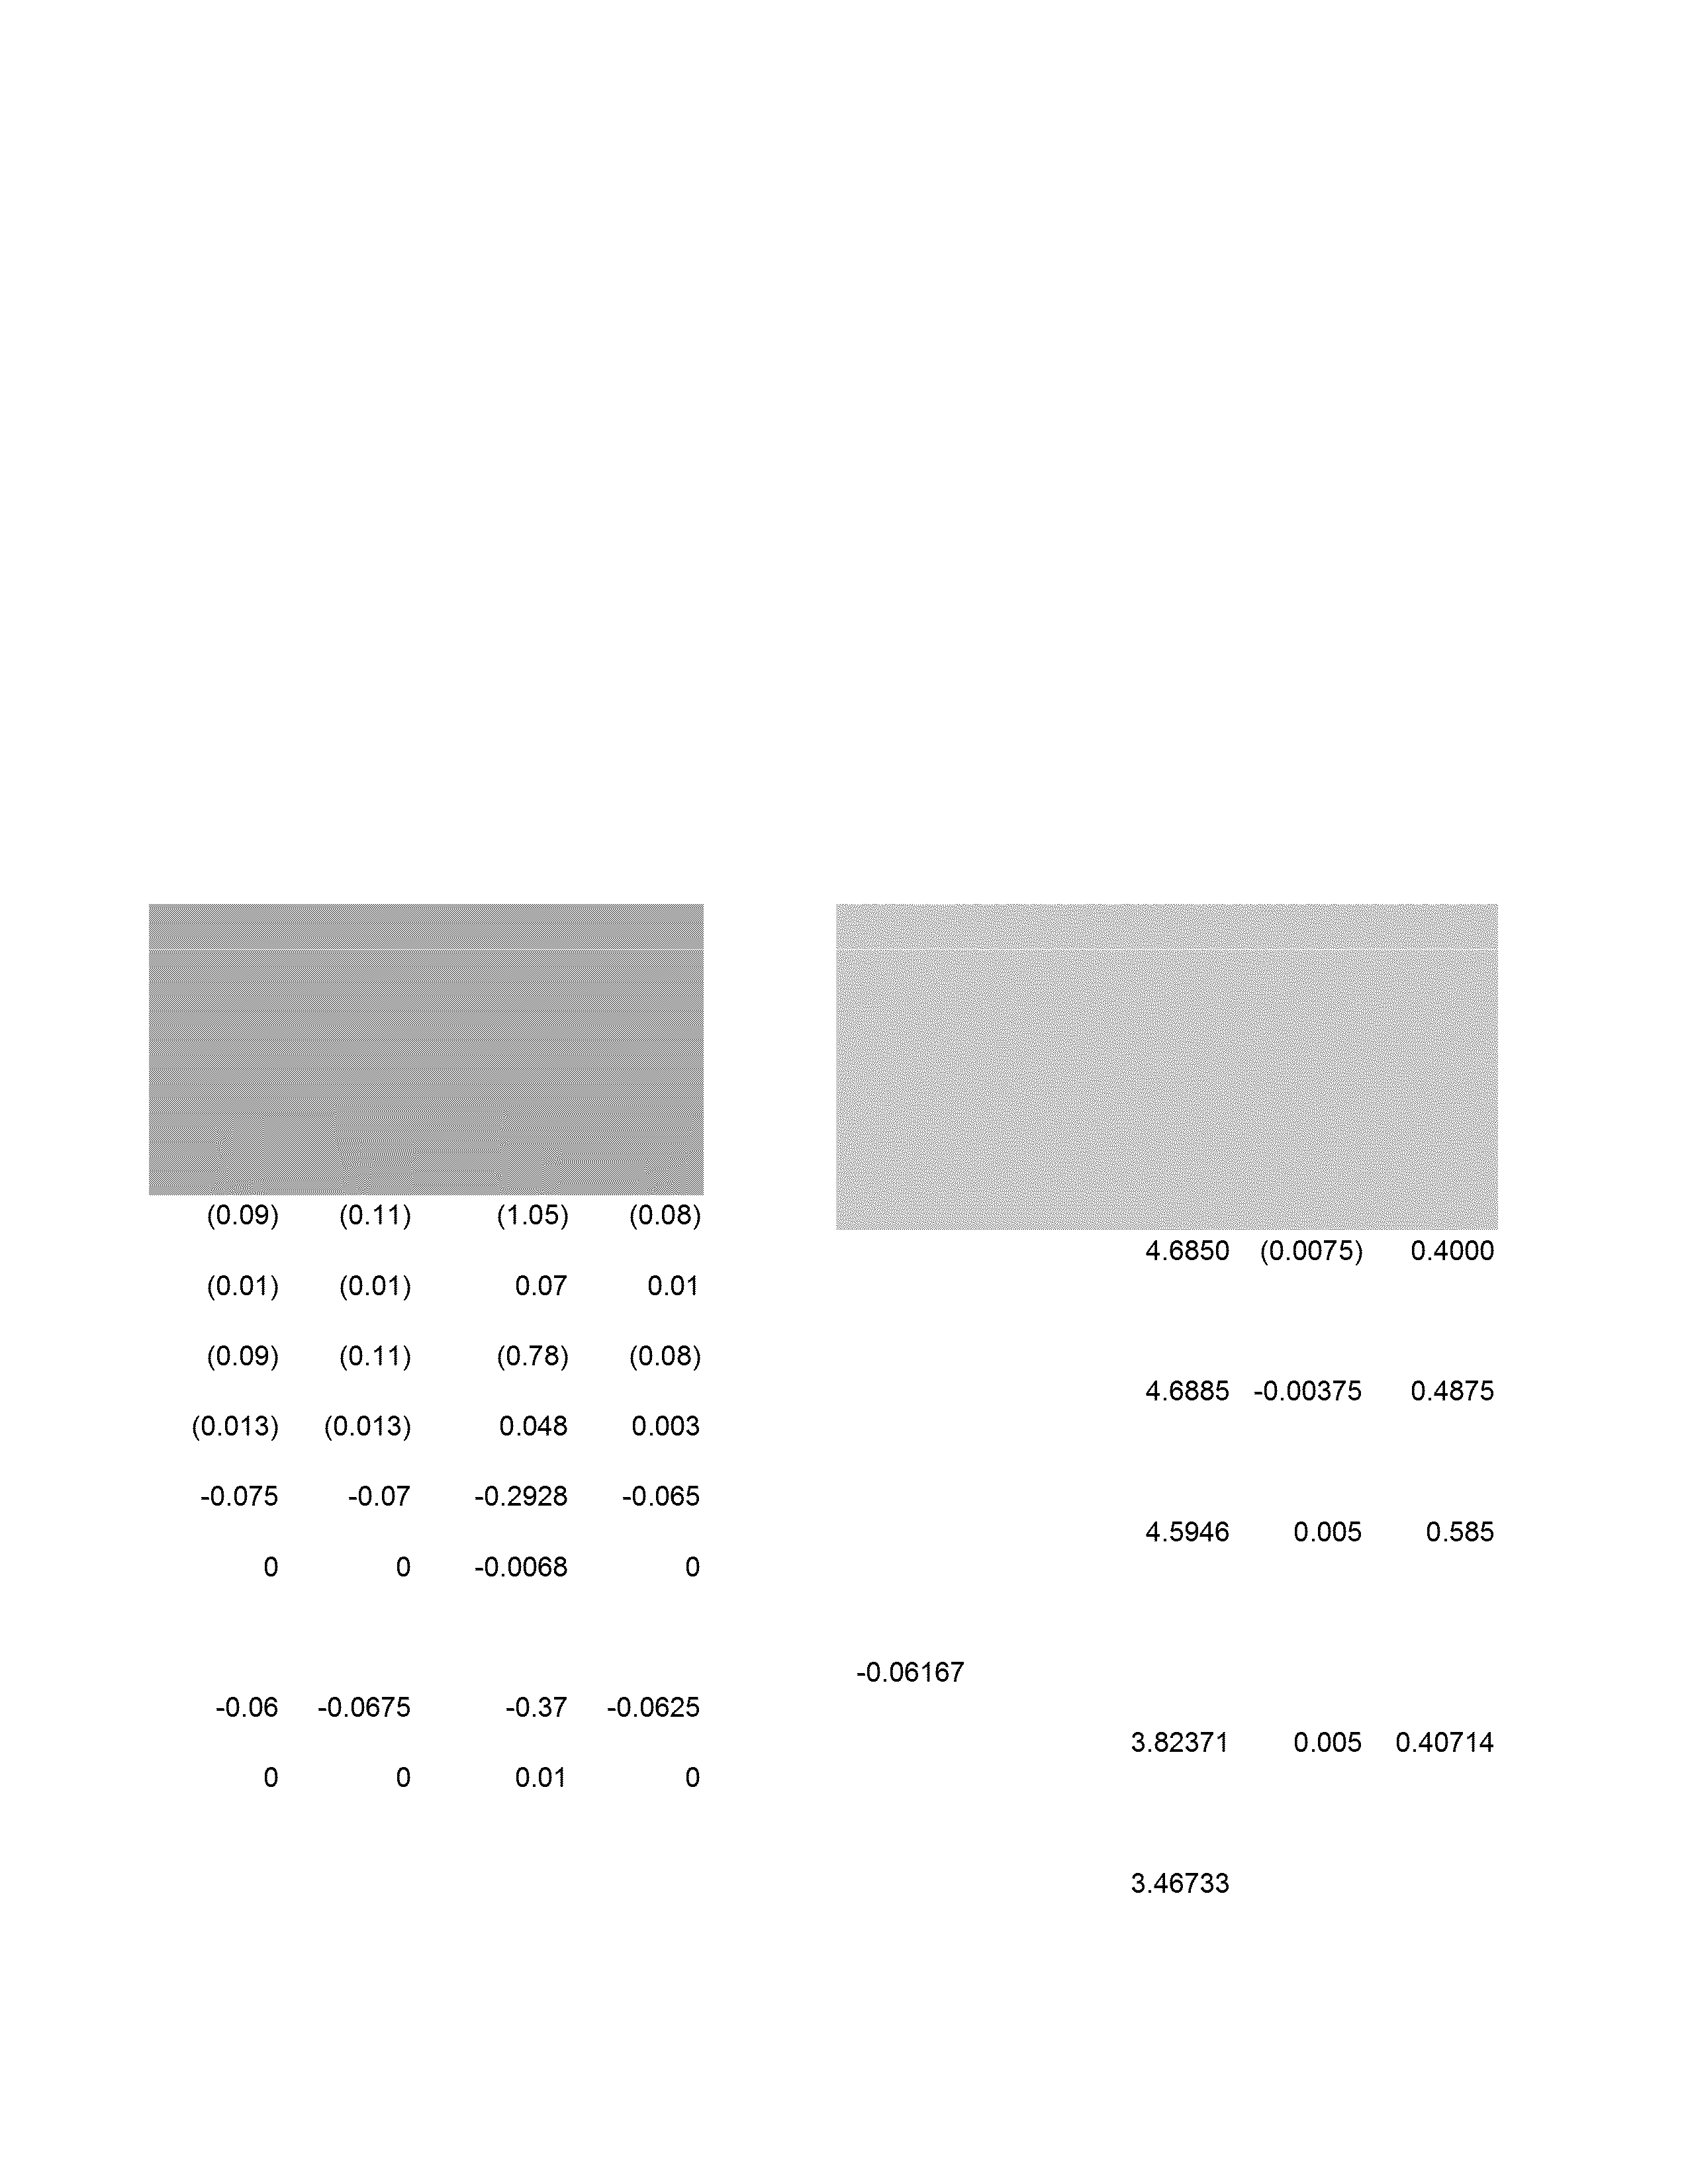 (0.09) (0.11) (1.05) (0.08)
4.6850 (0.0075) 0.4000
(0.01) (0.01) 0.07 0.01
(0.09) (0.11) (0.78) (0.08)
4.6885 -0.00375 0.4875
(0.013) (0.013) 0.048 0.003
-0.075 -0.07 -0.2928 -0.065
4.5946 0.005 0.585
0 0 -0.0068 0
-0.06167
-0.06 -0.0675 -0.37 -0.0625
3.82371 0.005 0.40714
0 0 0.01 0
3.46733